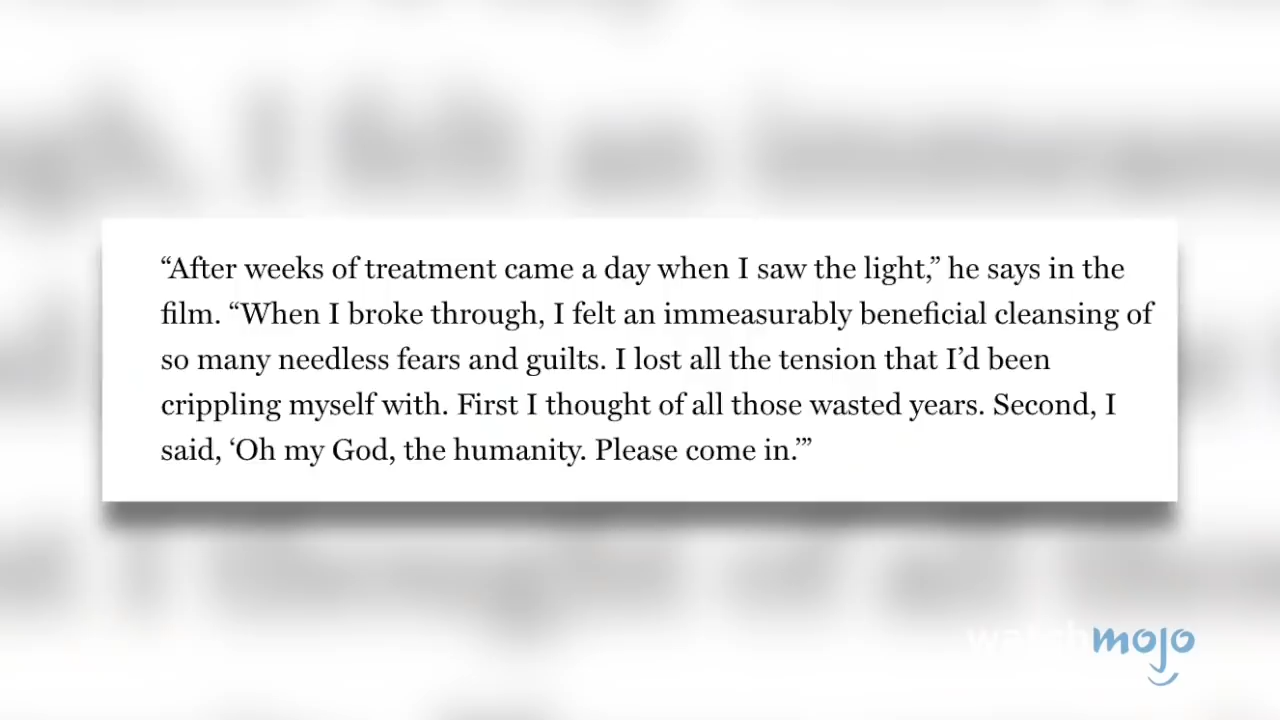 “After weeks of treatment came a day when I saw the light,” he says in the
film. “When I broke through, I felt an immeasurably beneficial cleansing of
so many needless fears and guilts. I lost all the tension that I’d been
crippling myself with. First I thought of all those wasted years. Second, I
said, ‘Oh my God, the humanity. Please come in.’”
watchmojo